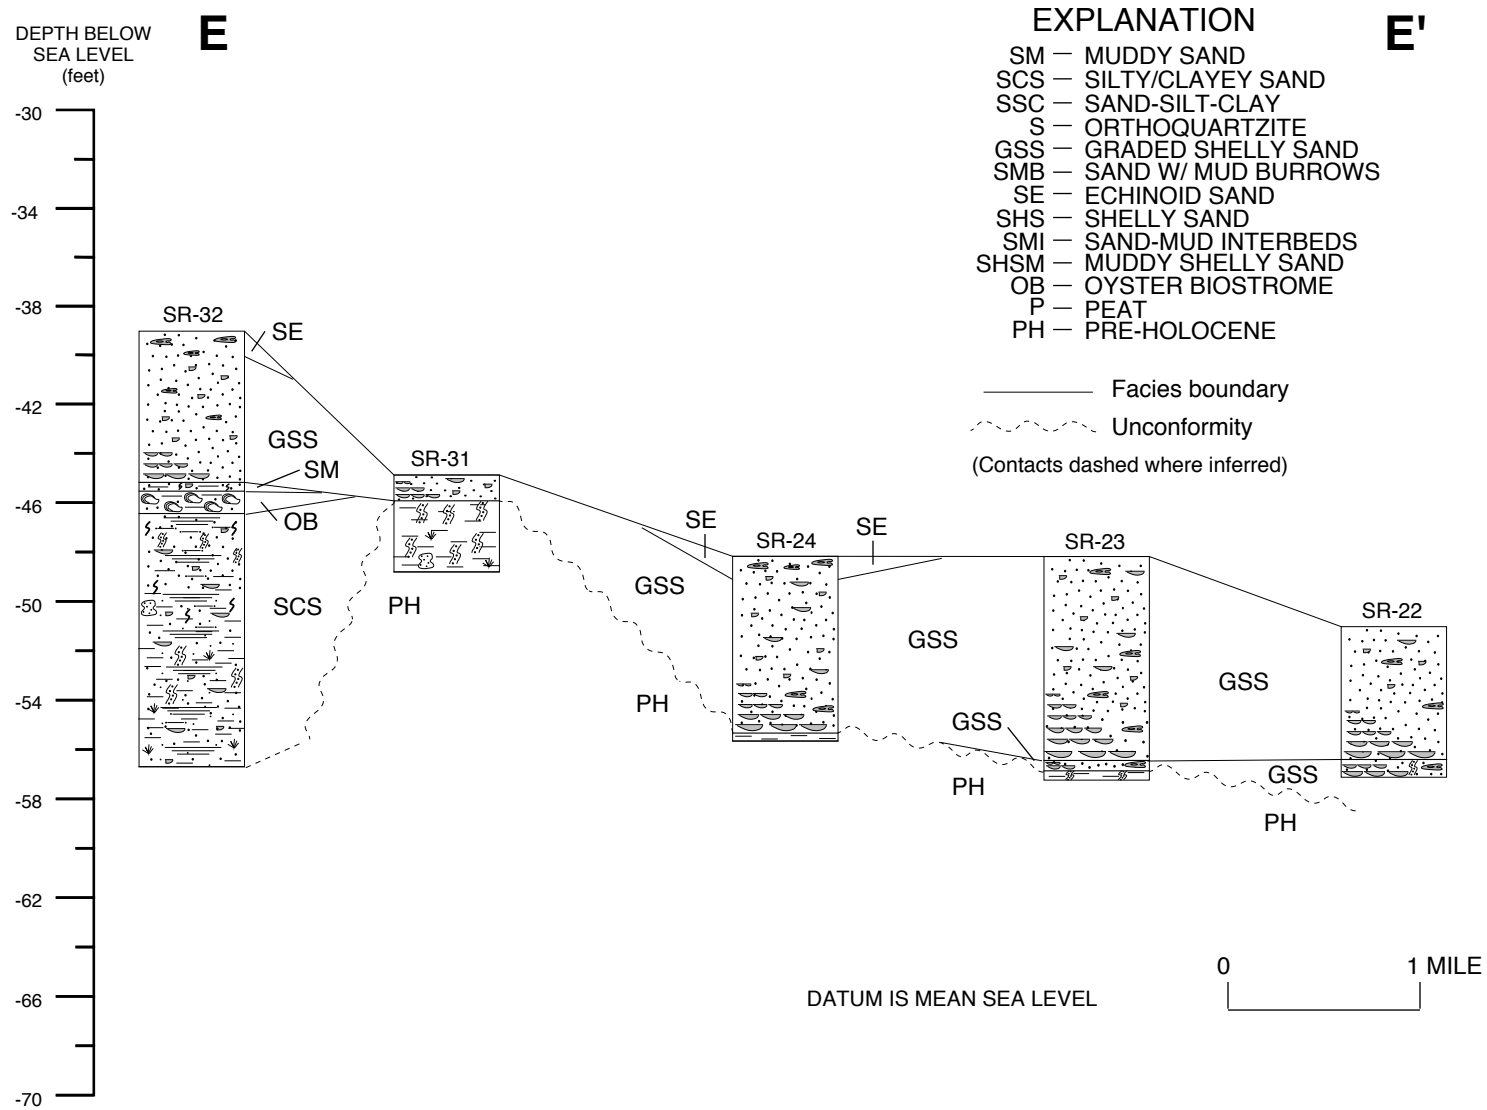 DEPTH BELOW
SEA LEVEL
(feet)
E
E'
EXPLANATION
SM — MUDDY SAND
SCS — SILTY/CLAYEY SAND
SSC — SAND-SILT-CLAY
S — ORTHOQUARTZITE
GSS — GRADED SHELLY SAND
SMB — SAND W/ MUD BURROWS
SE — ECHINOID SAND
SHS — SHELLY SAND
SMI — SAND-MUD INTERBEDS
SHSM — MUDDY SHELLY SAND
OB — OYSTER BIOSTROME
P — PEAT
PH — PRE-HOLOCENE
Facies boundary
Unconformity
(Contacts dashed where inferred)
-30
-34
-38
-42
-46
-50
-54
-58
-62
-66
-70
SR-32
SE
GSS
SM
OB
SCS
SR-31
PH
GSS
PH
SE
SR-24
SE
GSS
GSS
PH
SR-23
GSS
GSS
PH
SR-22
0 1 MILE
DATUM IS MEAN SEA LEVEL